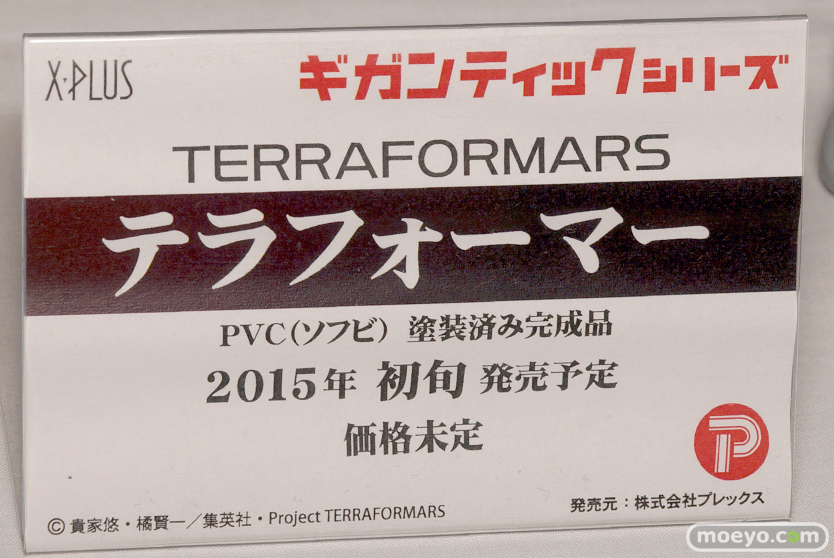 X-PLUS ギガンティックシリーズ
TERRAFORMARS
テラフォーマー
PVC(ソフビ) 塗装済み完成品
2015年 初旬 発売予定
価格未定
P
発売元：株式会社プレックス
©貴家悠・橘賢一／集英社・Project TERRAFORMARS
moeyo.com